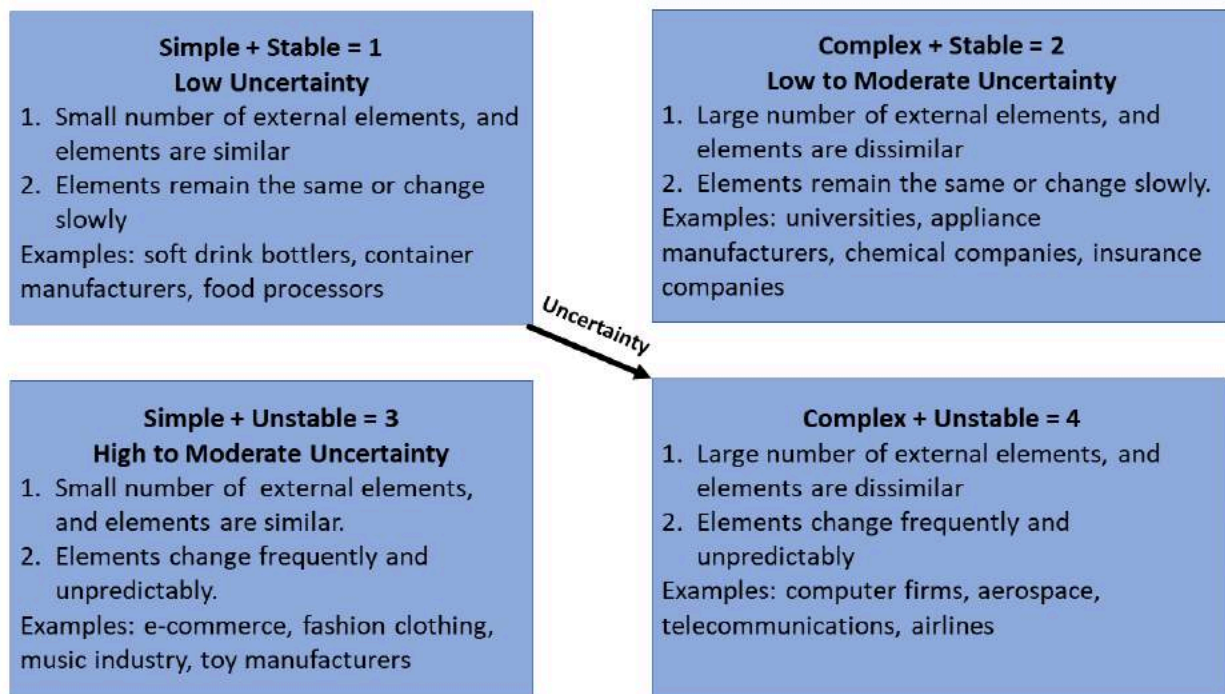 Simple + Stable = 1
Low Uncertainty
1. Small number of external elements, and
elements are similar
2. Elements remain the same or change
slowly
Examples: soft drink bottlers, container
manufacturers, food processors
Complex + Stable = 2
Low to Moderate Uncertainty
1. Large number of external elements, and
elements are dissimilar
2. Elements remain the same or change slowly.
Examples: universities, appliance
manufacturers, chemical companies, insurance
companies
Uncertainty
Simple + Unstable = 3
High to Moderate Uncertainty
1. Small number of external elements,
and elements are similar.
2. Elements change frequently and
unpredictably.
Examples: e-commerce, fashion clothing,
music industry, toy manufacturers
Complex + Unstable = 4
1. Large number of external elements, and
elements are dissimilar
2. Elements change frequently and
unpredictably
Examples: computer firms, aerospace,
telecommunications, airlines